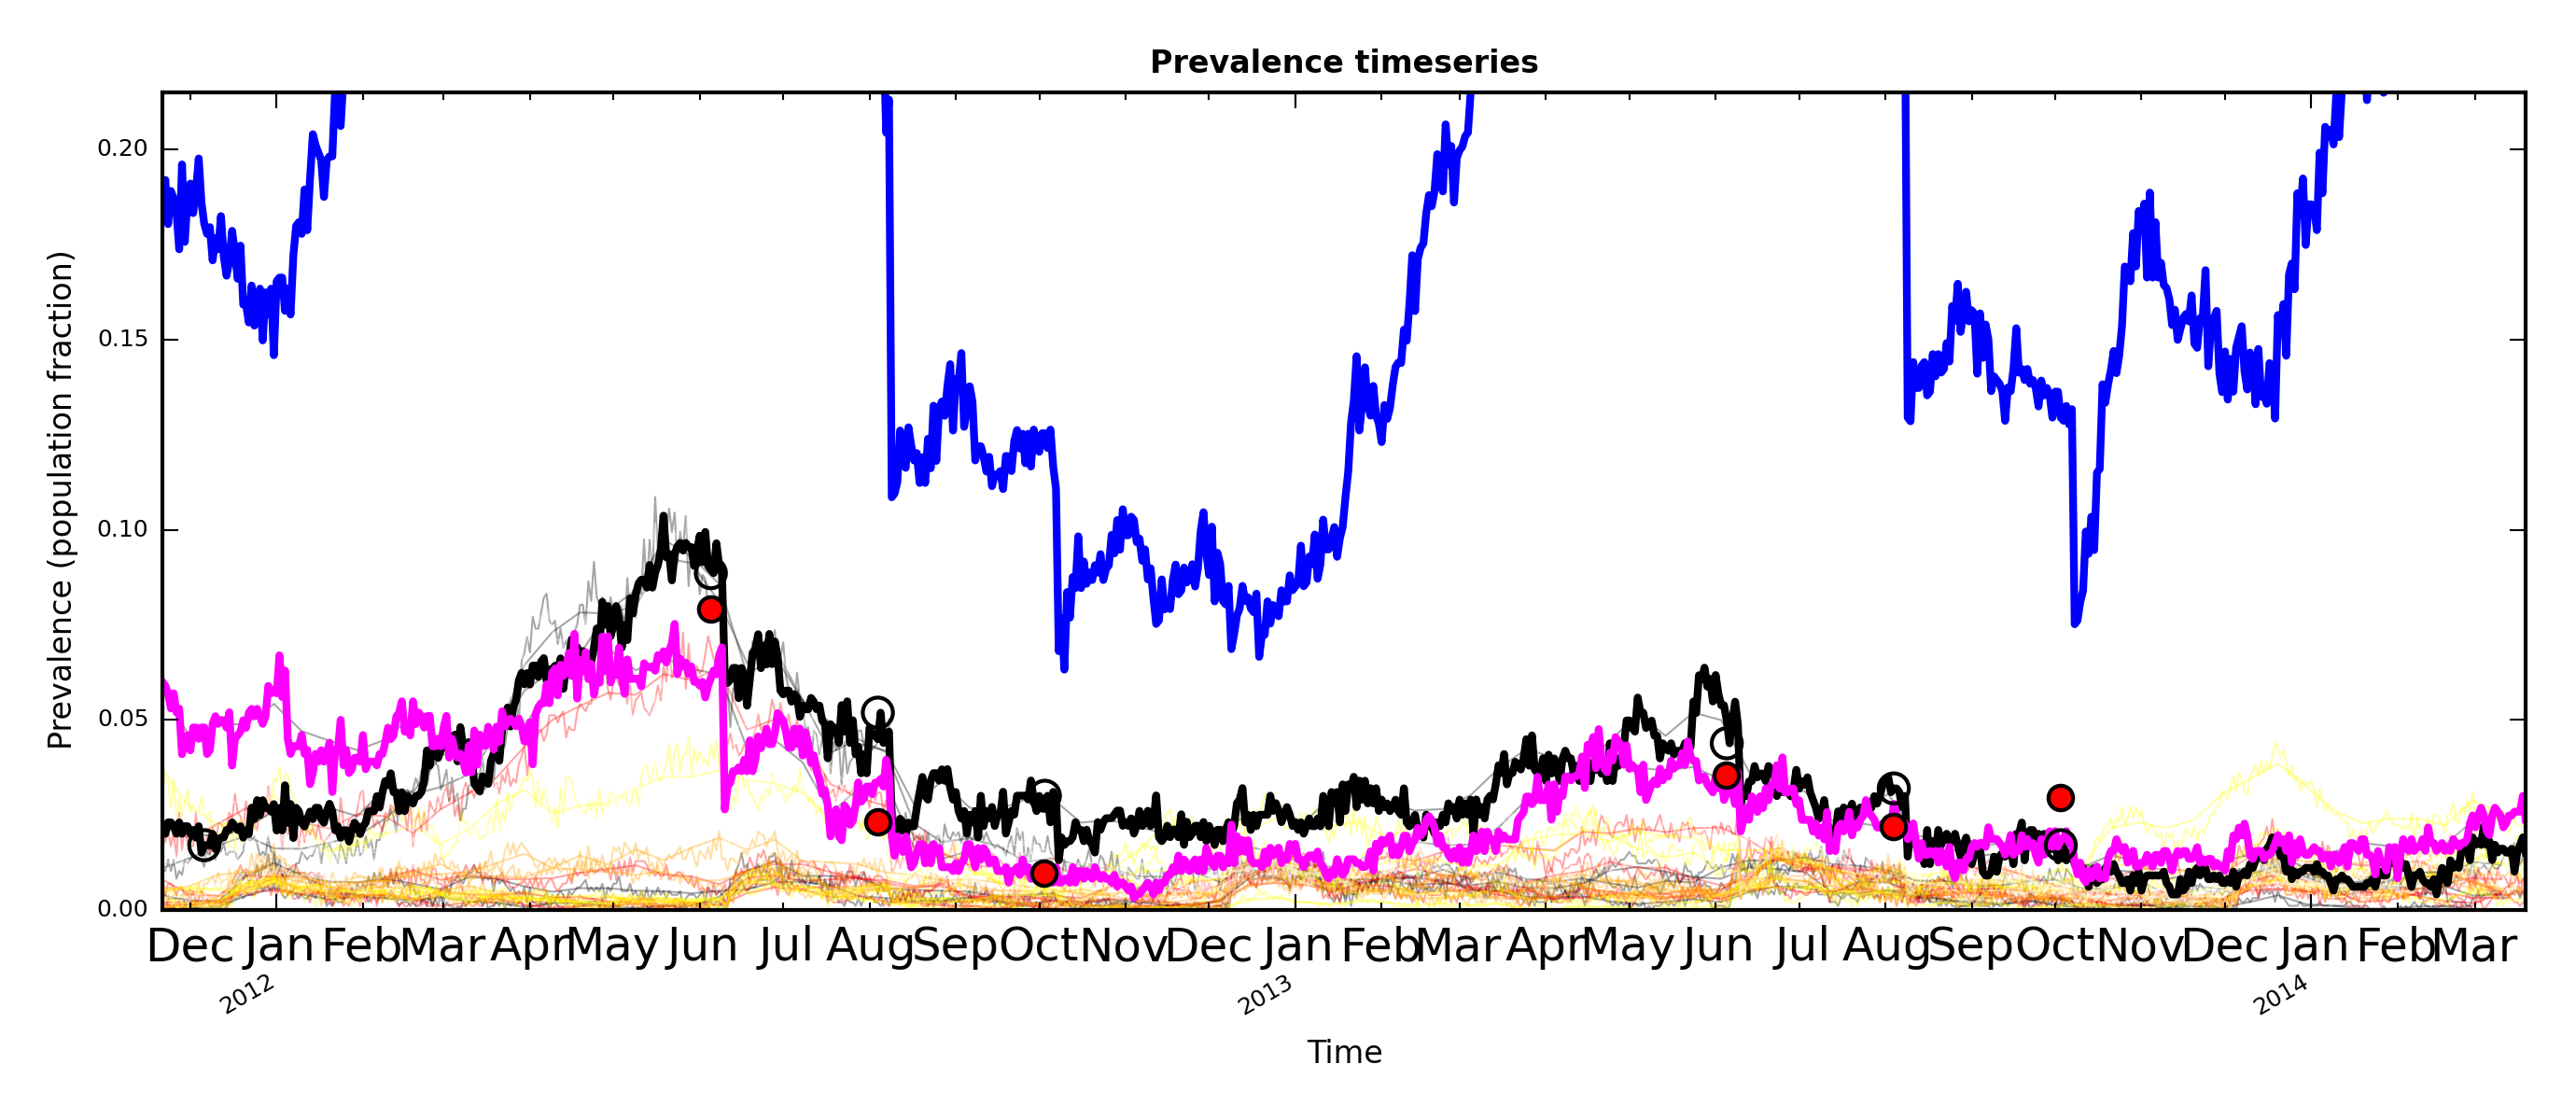 Prevalence timeseries
Prevalence (population fraction)
0.20
0.15
0.10
0.05
0.00
Dec Jan Feb Mar Apr May Jun Jul Aug Sep Oct Nov Dec Jan Feb Mar Apr May Jun Jul Aug Sep Oct Nov Dec Jan Feb Mar
2012 2013 2014
Time